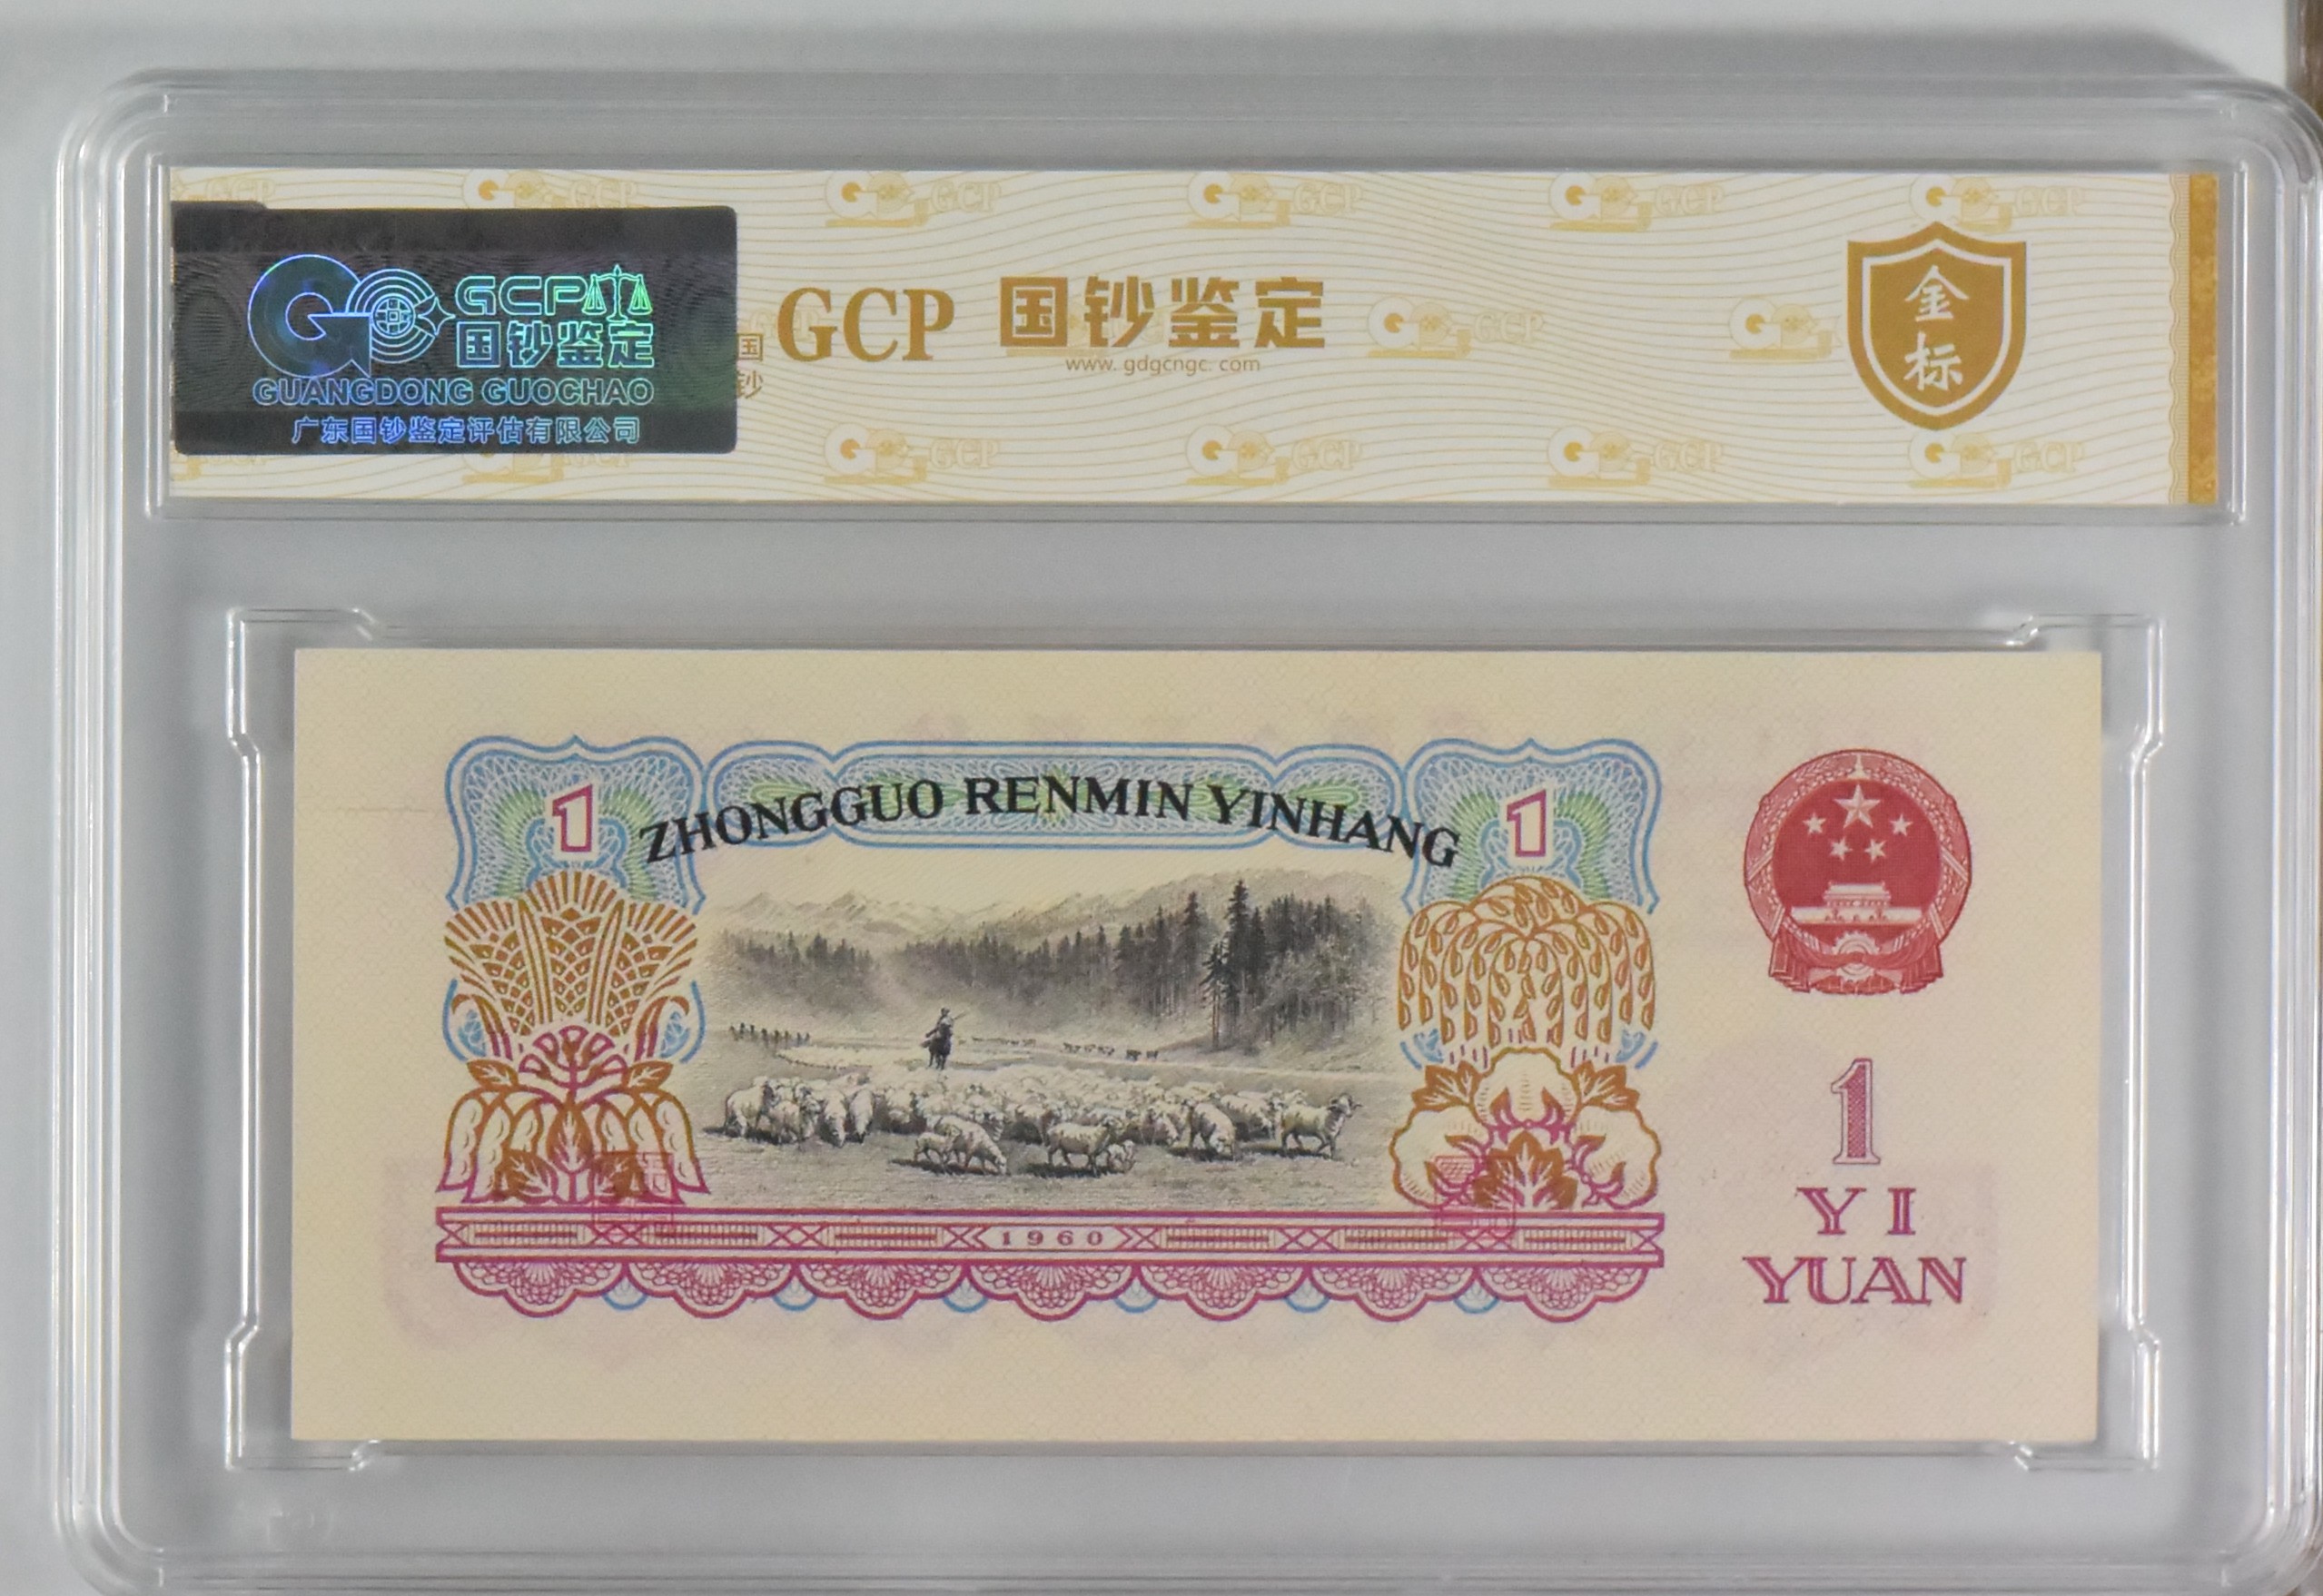 GCP
国钞鉴定
GUANGDONG GUOCHAO
广东国钞鉴定评估有限公司
国
钞
GCP 国钞鉴定
www.gdgcngc.com
金
标
ZHONGGUO RENMIN YINHANG
1
1
1960
1
YI
YUAN